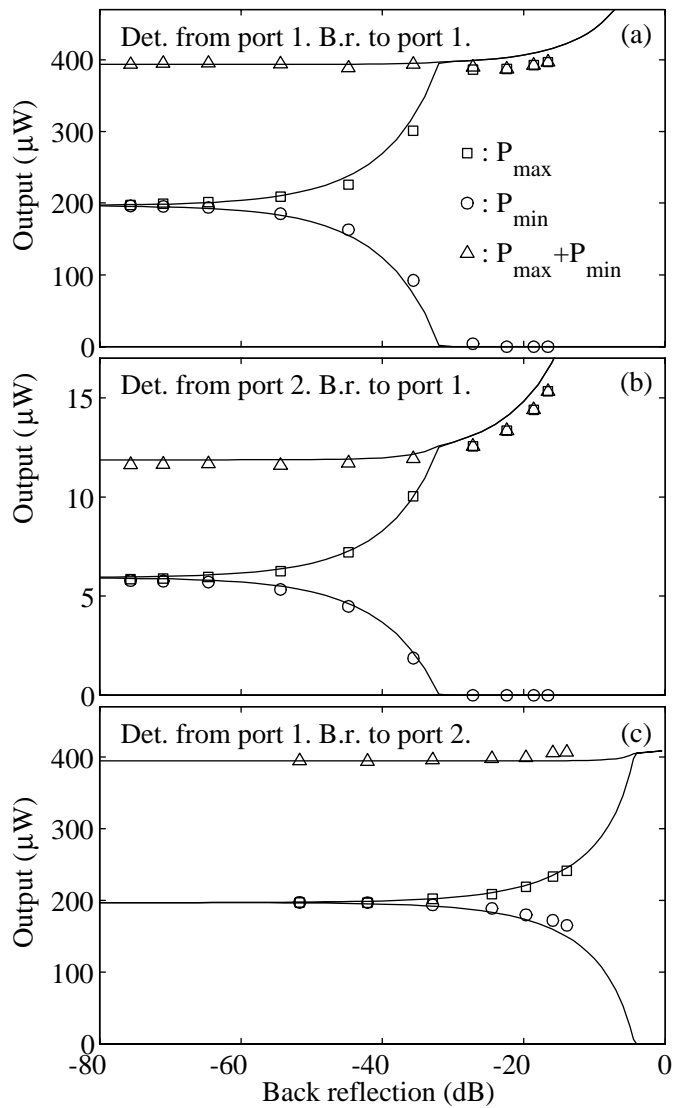 Det. from port 1. B.r. to port 1.
(a)
400
300
200
100
0
Output (μW)
□ : P_max
○ : P_min
△ : P_max+P_min
Det. from port 2. B.r. to port 1.
(b)
15
10
5
0
Output (μW)
Det. from port 1. B.r. to port 2.
(c)
400
300
200
100
0
Output (μW)
-80 -60 -40 -20 0
Back reflection (dB)